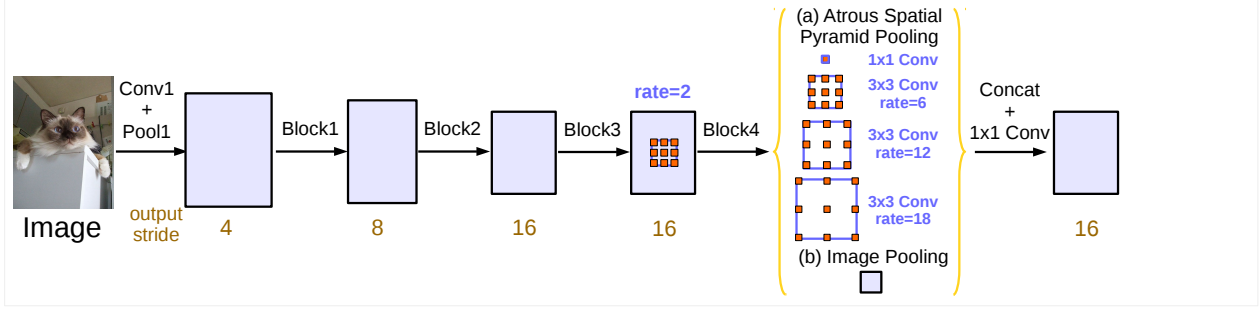 Image
Conv1
+
Pool1
output
stride
4
Block1
8
Block2
16
Block3
rate=2
16
Block4
(a) Atrous Spatial
Pyramid Pooling
1x1 Conv
3x3 Conv
rate=6
3x3 Conv
rate=12
3x3 Conv
rate=18
(b) Image Pooling
Concat
+
1x1 Conv
16